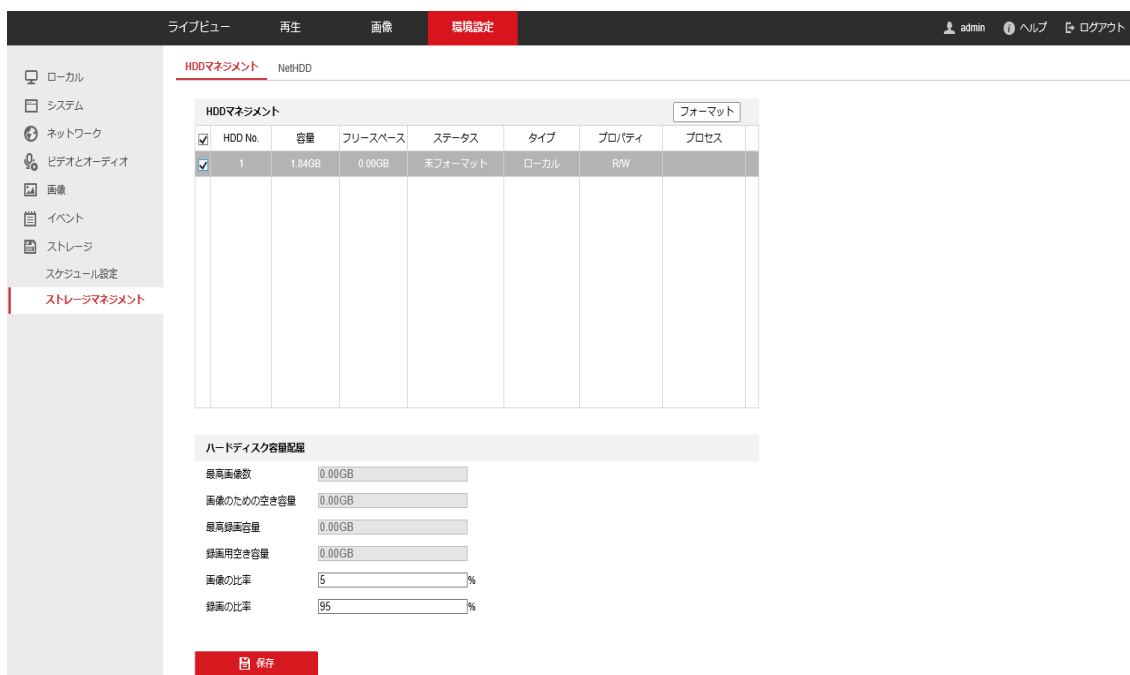 ライブビュー 再生 画像 環境設定 admin ヘルプ ログアウト
HDDマネジメント NetHDD
ローカル
システム
ネットワーク
ビデオとオーディオ
画像
イベント
ストレージ
スケジュール設定
ストレージマネジメント
HDDマネジメント フォーマット
HDD No. 容量 フリースペース ステータス タイプ プロパティ プロセス
1 1.84GB 0.00GB 未フォーマット ローカル R/W
ハードディスク容量配屋
最高画像数 0.00GB
画像のための空き容量 0.00GB
最高録画容量 0.00GB
録画用空き容量 0.00GB
画像の比率 5 %
録画の比率 95 %
保存